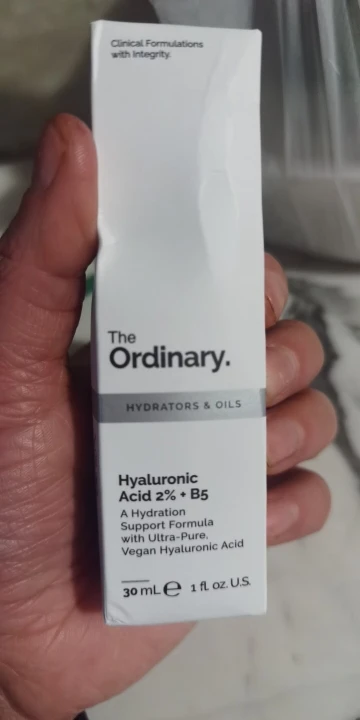 Clinical Formulations
with Integrity.
The
Ordinary.
HYDRATORS & OILS
Hyaluronic
Acid 2% + B5
A Hydration
Support Formula
with Ultra-Pure,
Vegan Hyaluronic Acid
30 mL ℮ 1 fl. oz. U.S.